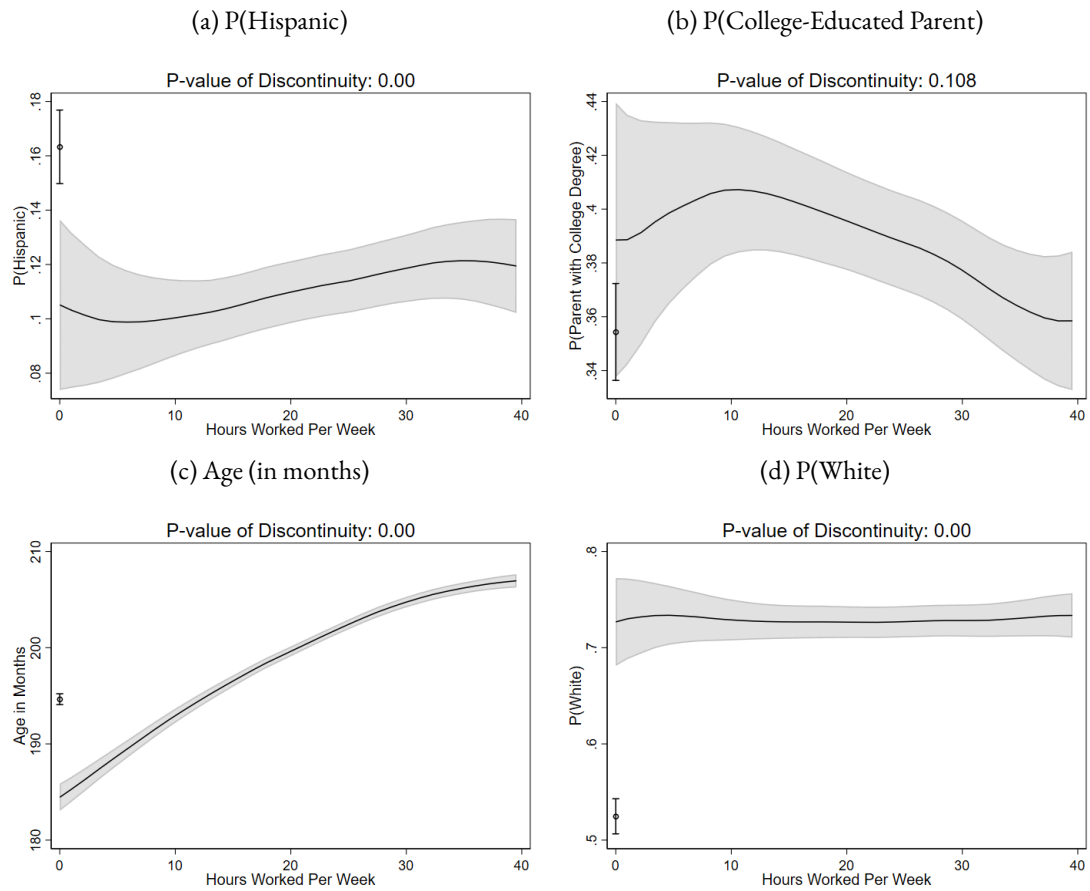 (a) P(Hispanic)
P-value of Discontinuity: 0.00
P(Hispanic)
.18
.16
.14
.12
.1
.08
0 10 20 30 40
Hours Worked Per Week
(b) P(College-Educated Parent)
P-value of Discontinuity: 0.108
P(Parent with College Degree)
.44
.42
.4
.38
.36
.34
0 10 20 30 40
Hours Worked Per Week
(c) Age (in months)
P-value of Discontinuity: 0.00
Age in Months
210
200
190
180
0 10 20 30 40
Hours Worked Per Week
(d) P(White)
P-value of Discontinuity: 0.00
P(White)
.8
.7
.6
.5
0 10 20 30 40
Hours Worked Per Week